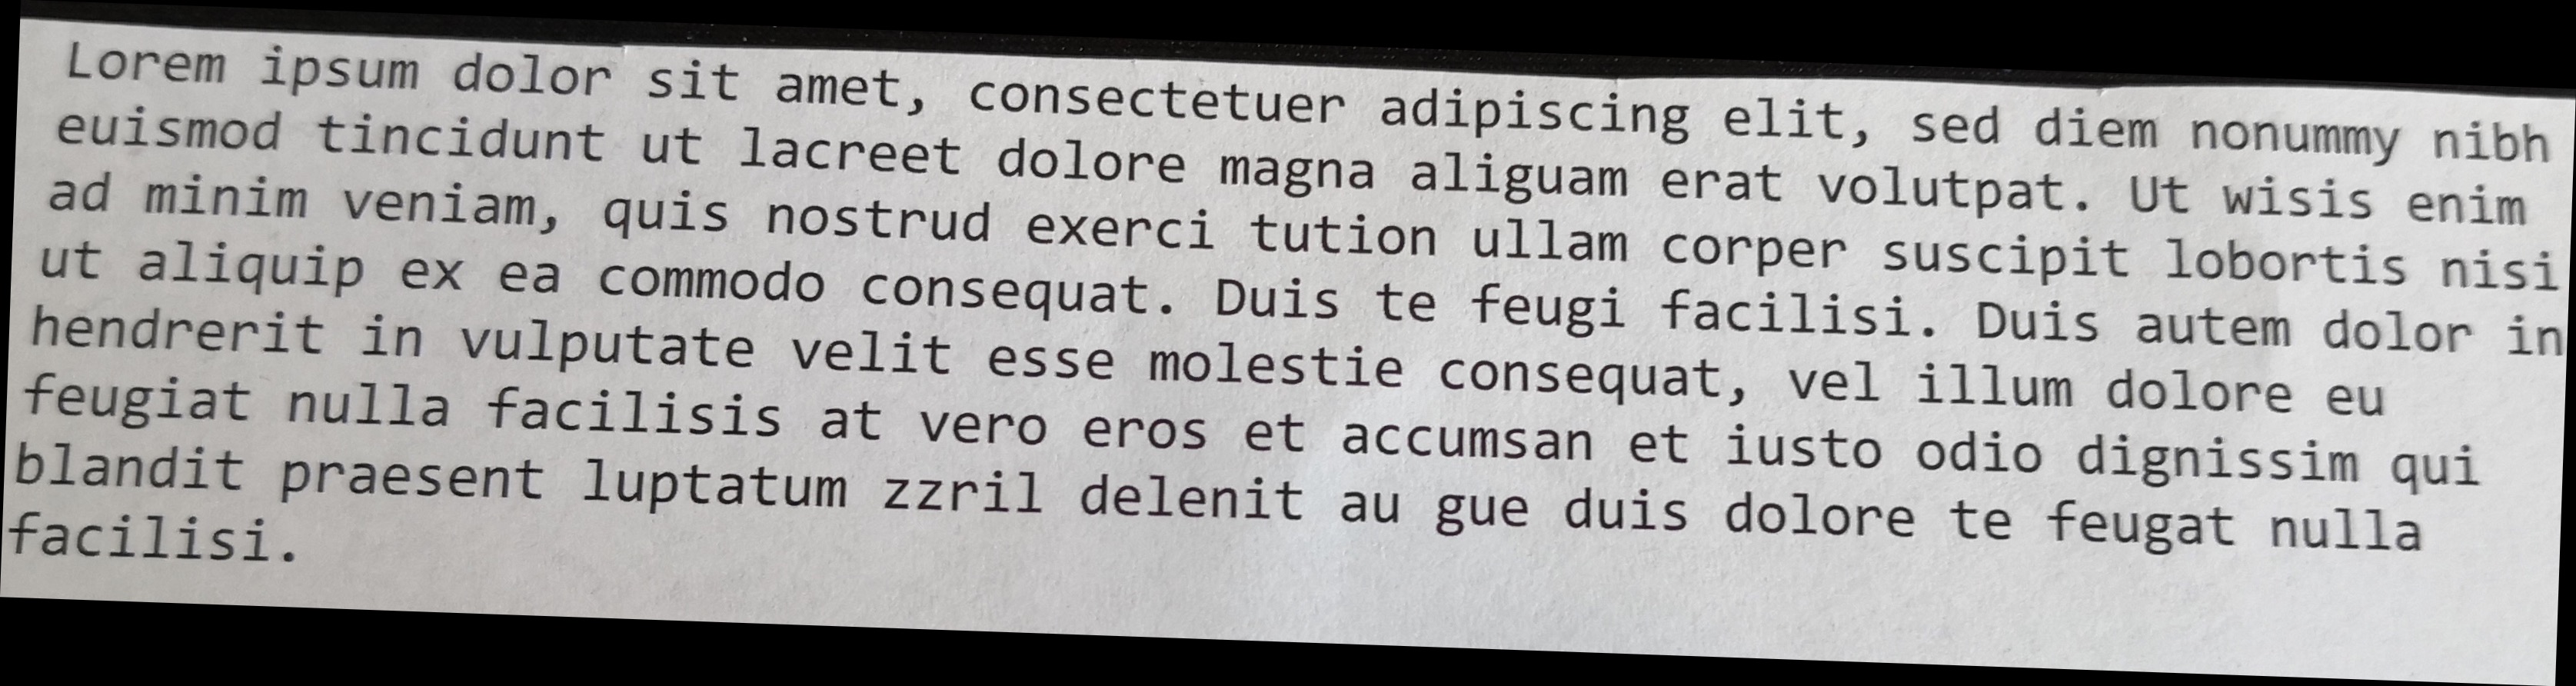 Lorem ipsum dolor sit amet, consectetuer adipiscing elit, sed diem nonummy nibh
euismod tincidunt ut lacreet dolore magna aliguam erat volutpat. Ut wisis enim
ad minim veniam, quis nostrud exerci tution ullam corper suscipit lobortis nisi
ut aliquip ex ea commodo consequat. Duis te feugi facilisi. Duis autem dolor in
hendrerit in vulputate velit esse molestie consequat, vel illum dolore eu
feugiat nulla facilisis at vero eros et accumsan et iusto odio dignissim qui
blandit praesent luptatum zzril delenit au gue duis dolore te feugat nulla
facilisi.